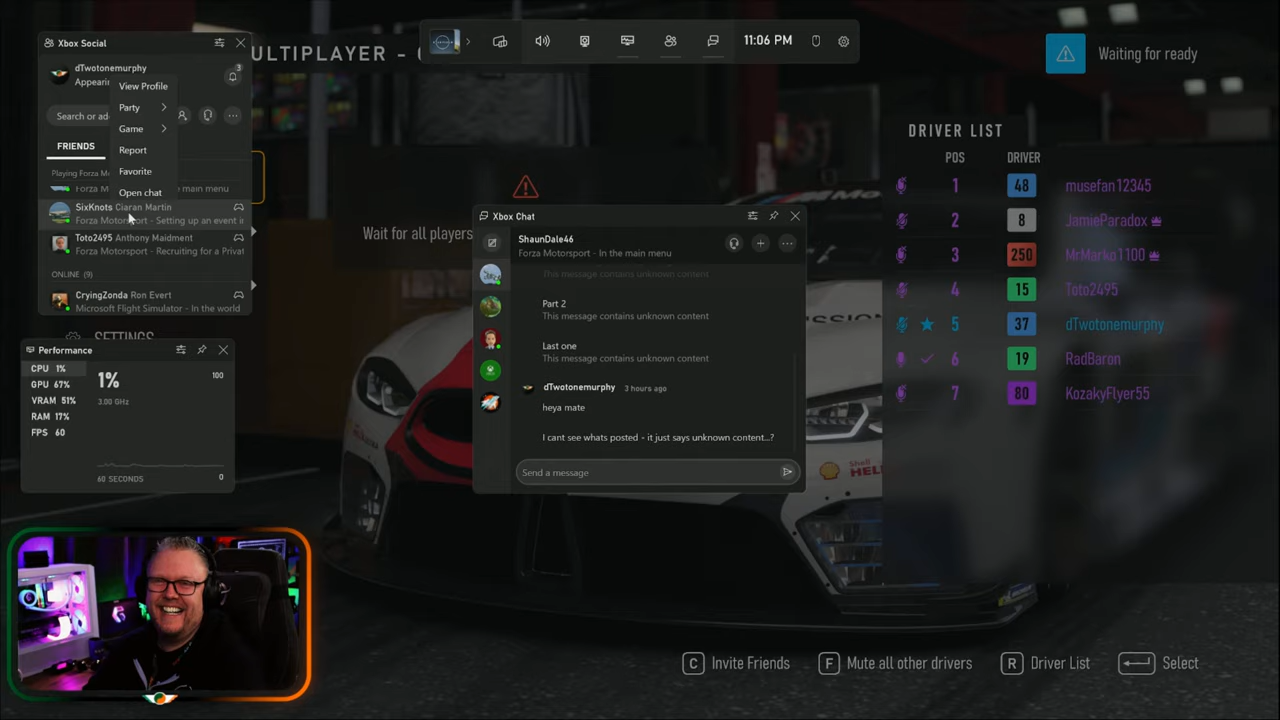 Xbox Social
dTwotonemurphy
Appearin
3
Search or ad
FRIENDS
Playing Forza M
Forza M
the main menu
SixKnots Ciaran Martin
Forza Motorsport - Setting up an event i
Toto2495 Anthony Maidment
Forza Motorsport - Recruiting for a Privat
ONLINE (9)
CryingZonda Ron Evert
Microsoft Flight Simulator - In the world
View Profile
Party
Game
Report
Favorite
Open chat
ULTIPLAYER -
11:06 PM
Waiting for ready
Wait for all players
SETTINGS
Performance
CPU 1%
GPU 67%
VRAM 51%
RAM 17%
FPS 60
1%
3.00 GHz
100
60 SECONDS
0
Xbox Chat
ShaunDale46
Forza Motorsport - In the main menu
This message contains unknown content
Part 2
This message contains unknown content
Last one
This message contains unknown content
dTwotonemurphy 3 hours ago
heya mate
I cant see whats posted - it just says unknown content...?
Send a message
DRIVER LIST
POS DRIVER
1 48 musefan12345
2 8 JamieParadox
3 250 MrMarko1100
4 15 Toto2495
5 37 dTwotonemurphy
6 19 RadBaron
7 80 KozakyFlyer55
Shell
C Invite Friends
F Mute all other drivers
R Driver List
Select